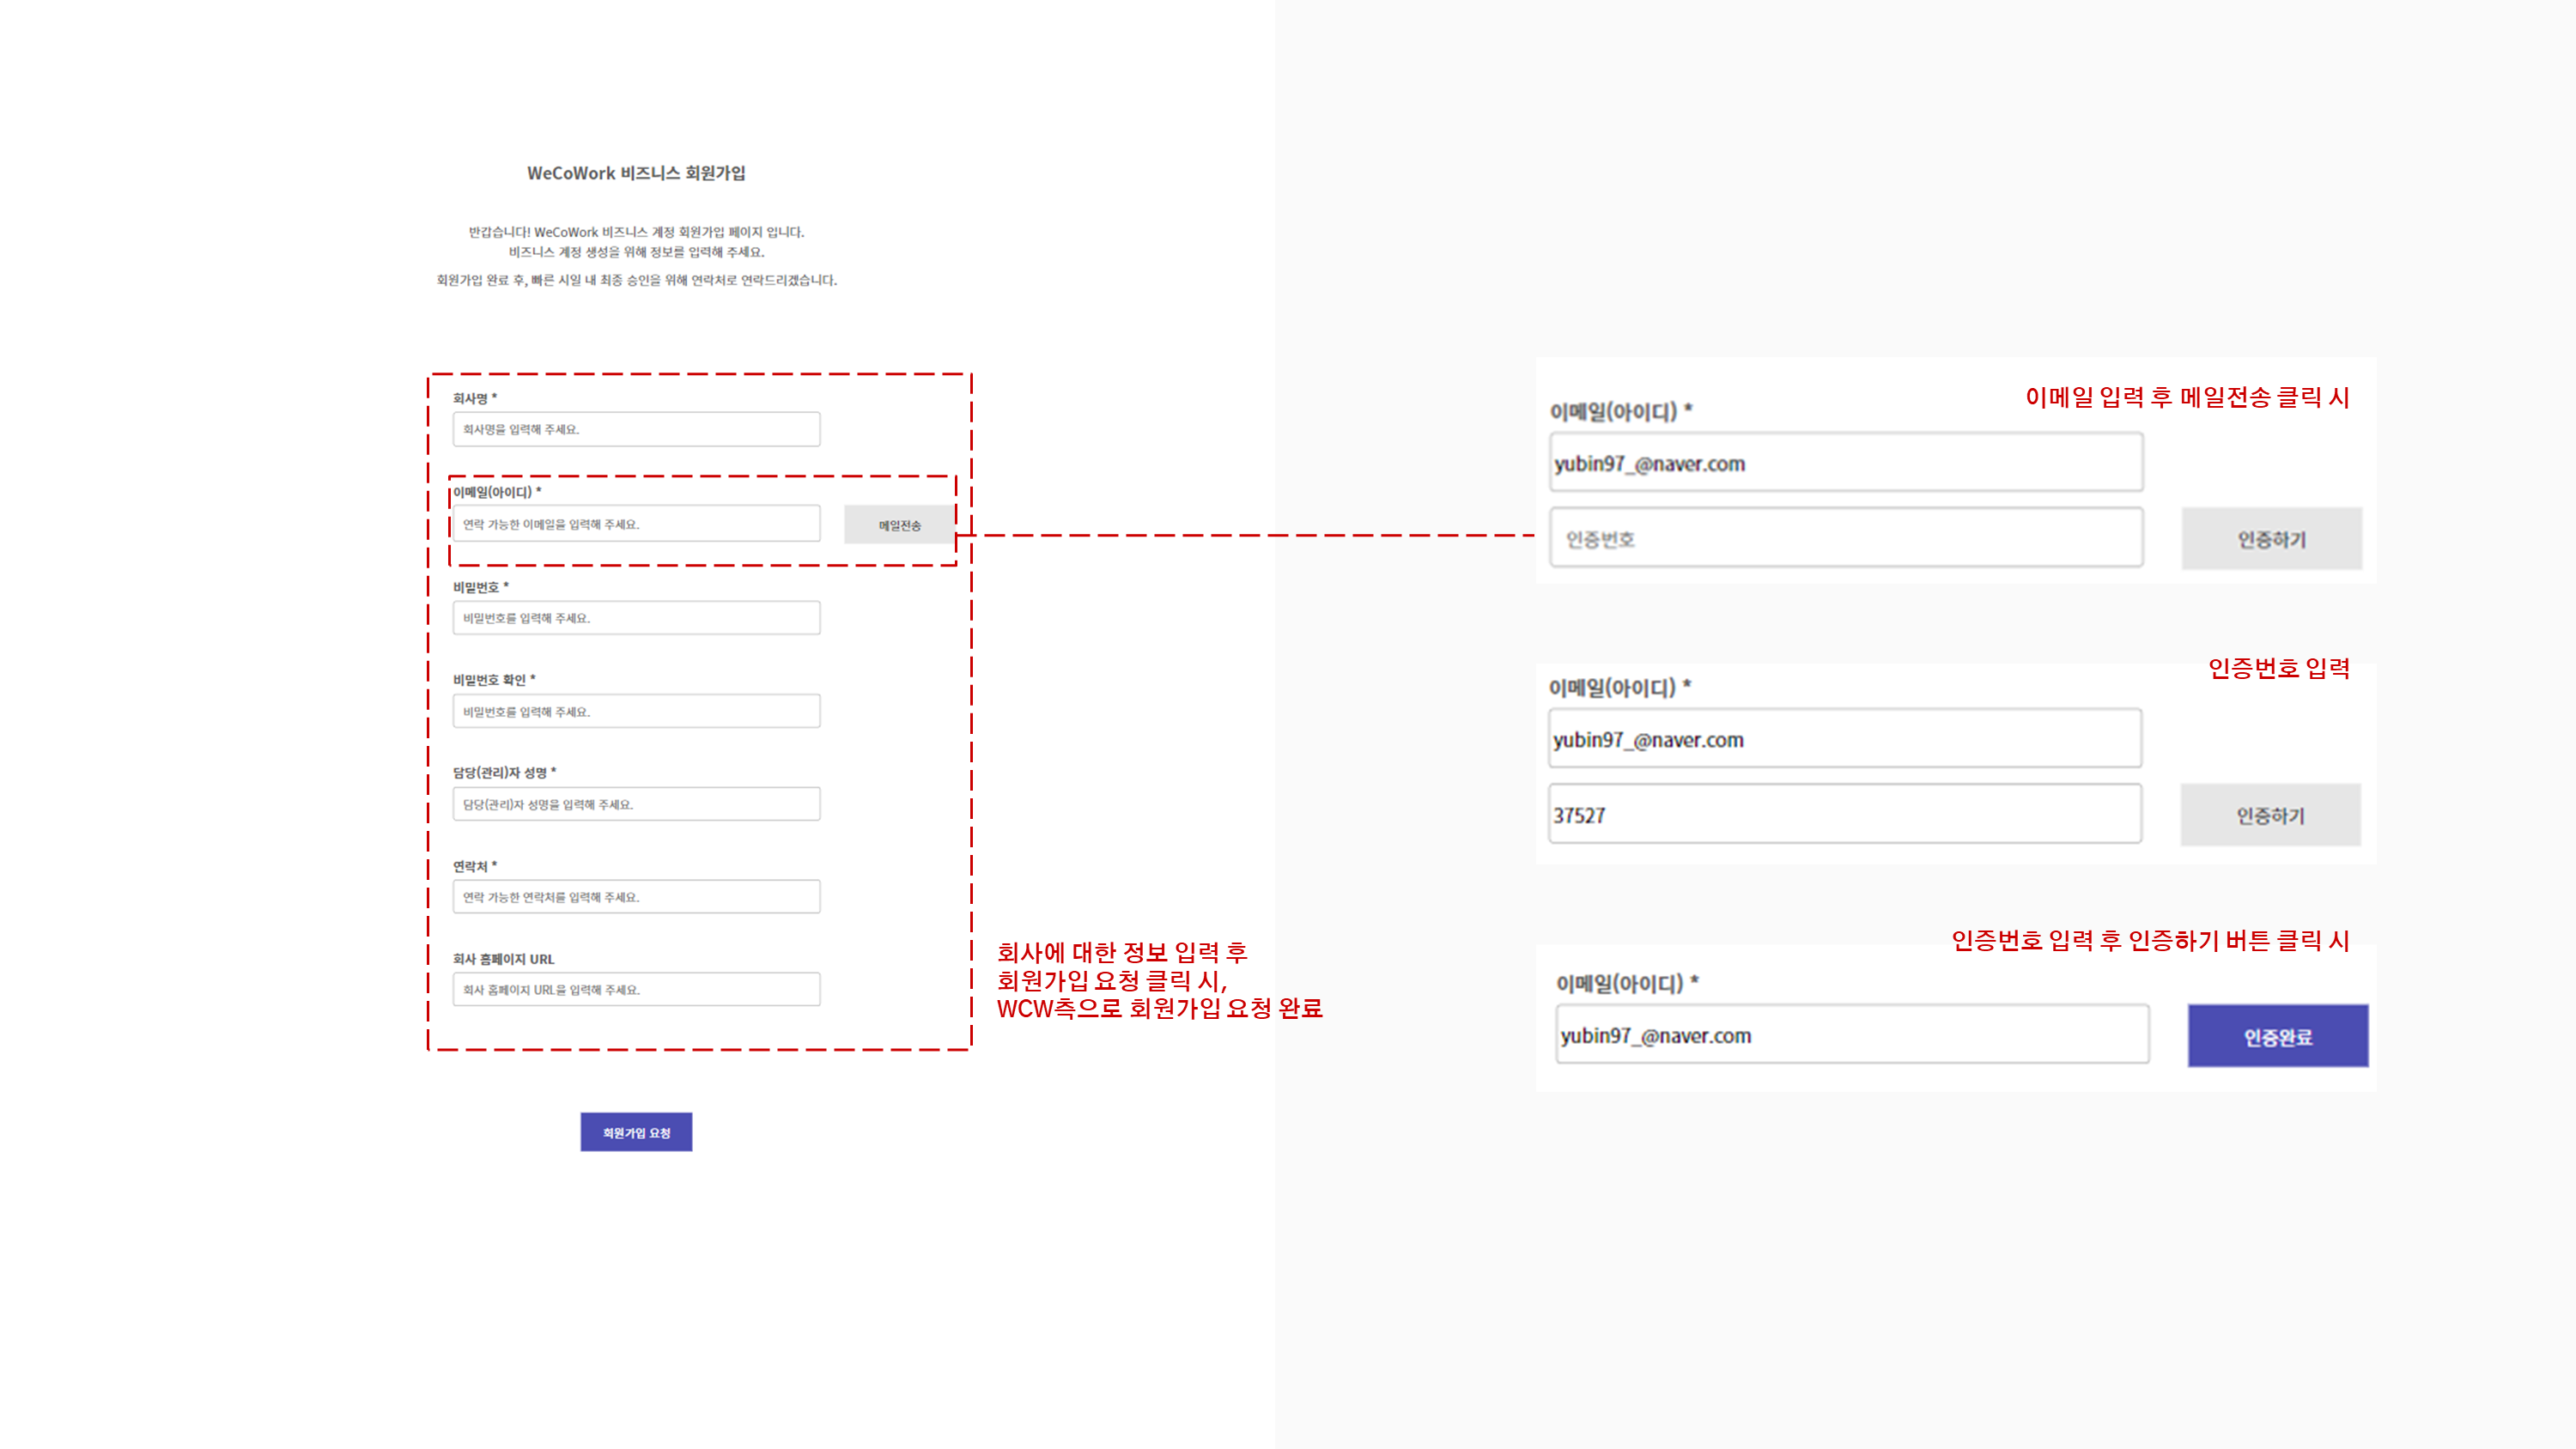 WeCoWork 비즈니스 회원가입
반갑습니다! WeCoWork 비즈니스 계정 회원가입 페이지 입니다.
비즈니스 계정 생성을 위해 정보를 입력해 주세요.
회원가입 완료 후, 빠른 시일 내 최종 승인을 위해 연락처로 연락드리겠습니다.
회사명 *
회사명을 입력해 주세요.
이메일(아이디) *
연락 가능한 이메일을 입력해 주세요.
메일전송
비밀번호 *
비밀번호를 입력해 주세요.
비밀번호 확인 *
비밀번호를 입력해 주세요.
담당(관리)자 성명 *
담당(관리)자 성명을 입력해 주세요.
연락처 *
연락 가능한 연락처를 입력해 주세요.
회사 홈페이지 URL
회사 홈페이지 URL을 입력해 주세요.
회사에 대한 정보 입력 후
회원가입 요청 클릭 시,
WCW측으로 회원가입 요청 완료
회원가입 요청
이메일 입력 후 메일전송 클릭 시
이메일(아이디) *
yubin97_@naver.com
인증번호
인증하기
인증번호 입력
이메일(아이디) *
yubin97_@naver.com
37527
인증하기
인증번호 입력 후 인증하기 버튼 클릭 시
이메일(아이디) *
yubin97_@naver.com
인증완료